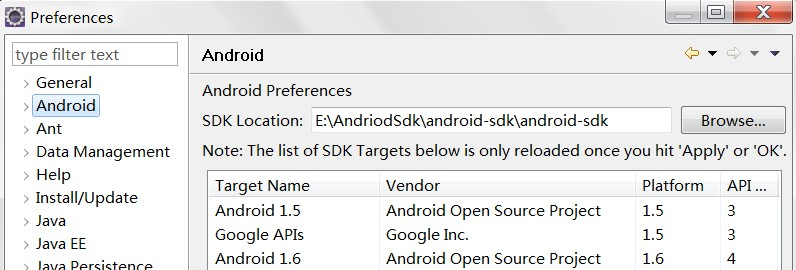 Preferences
type filter text
General
Android
Ant
Data Management
Help
Install/Update
Java
Java EE
Java Persistence
Android
Android Preferences
SDK Location: E:\AndriodSdk\android-sdk\android-sdk Browse...
Note: The list of SDK Targets below is only reloaded once you hit 'Apply' or 'OK'.
Target Name Vendor Platform API ...
Android 1.5 Android Open Source Project 1.5 3
Google APIs Google Inc. 1.5 3
Android 1.6 Android Open Source Project 1.6 4